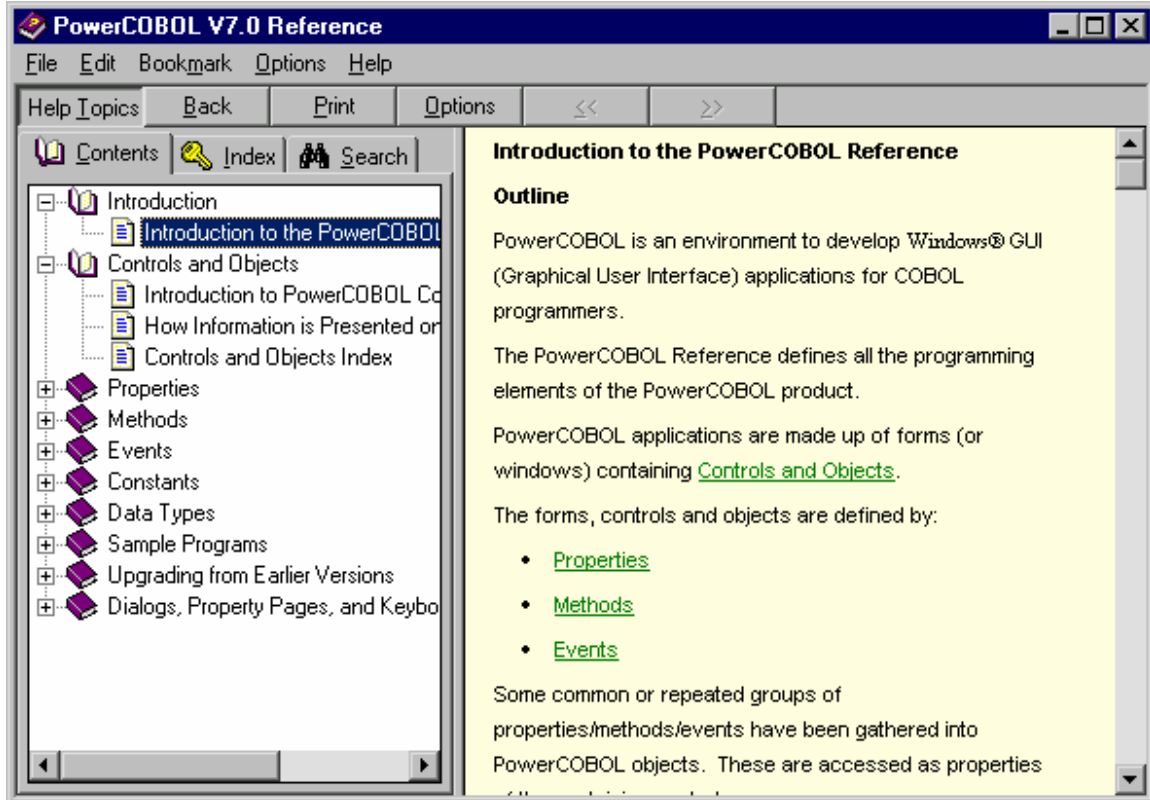 PowerCOBOL V7.0 Reference
File Edit Bookmark Options Help
Help Topics Back Print Options << >>
Contents Index Search
Introduction
Introduction to the PowerCOBOL
Controls and Objects
Introduction to PowerCOBOL Co
How Information is Presented on
Controls and Objects Index
Properties
Methods
Events
Constants
Data Types
Sample Programs
Upgrading from Earlier Versions
Dialogs, Property Pages, and Keybo
Introduction to the PowerCOBOL Reference
Outline
PowerCOBOL is an environment to develop Windows® GUI
(Graphical User Interface) applications for COBOL
programmers.
The PowerCOBOL Reference defines all the programming
elements of the PowerCOBOL product.
PowerCOBOL applications are made up of forms (or
windows) containing Controls and Objects.
The forms, controls and objects are defined by:
• Properties
• Methods
• Events
Some common or repeated groups of
properties/methods/events have been gathered into
PowerCOBOL objects. These are accessed as properties